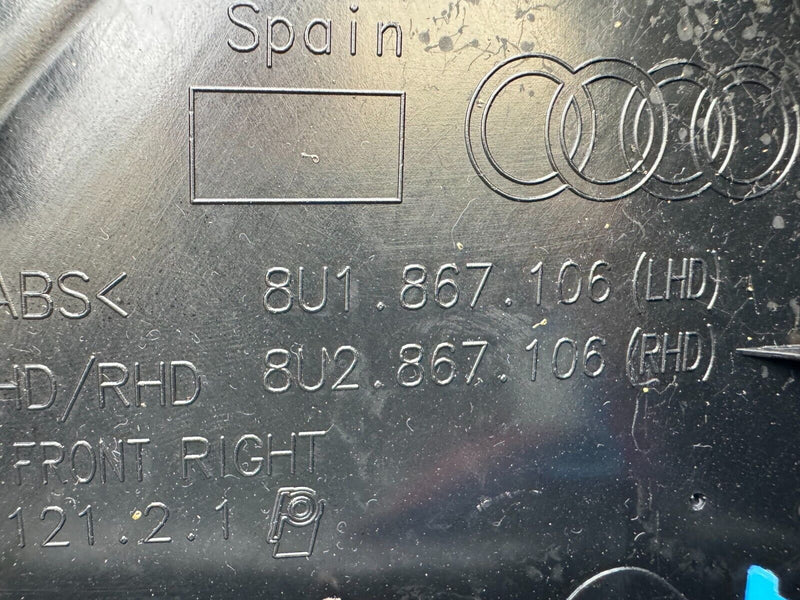 Spain
ABS< 8U1.867.106 (LHD)
HD/RHD 8U2.867.106 (RHD)
FRONT RIGHT
121.2.1